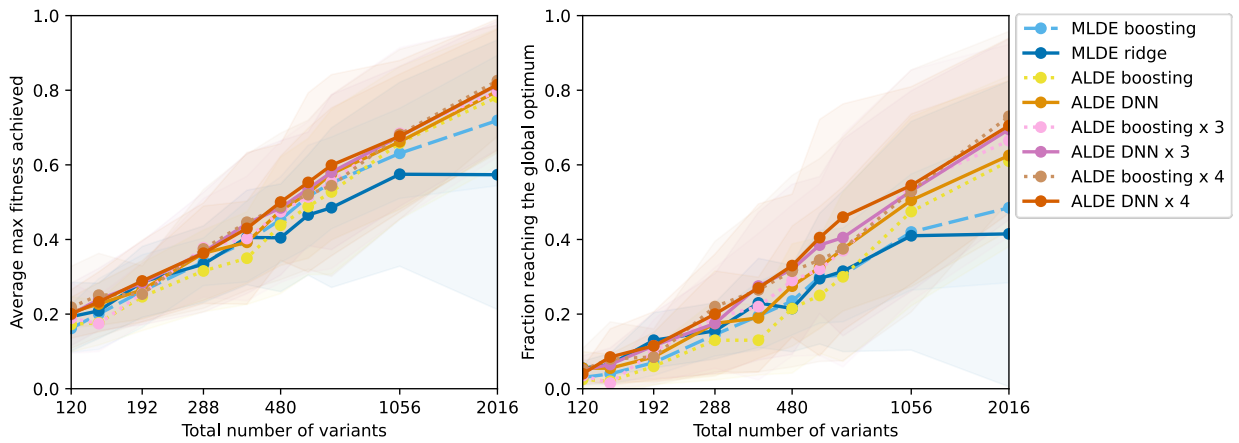 Average max fitness achieved
1.0
0.8
0.6
0.4
0.2
0.0
120 192 288 480 1056 2016
Total number of variants
Fraction reaching the global optimum
1.0
0.8
0.6
0.4
0.2
0.0
120 192 288 480 1056 2016
Total number of variants
MLDE boosting
MLDE ridge
ALDE boosting
ALDE DNN
ALDE boosting x 3
ALDE DNN x 3
ALDE boosting x 4
ALDE DNN x 4